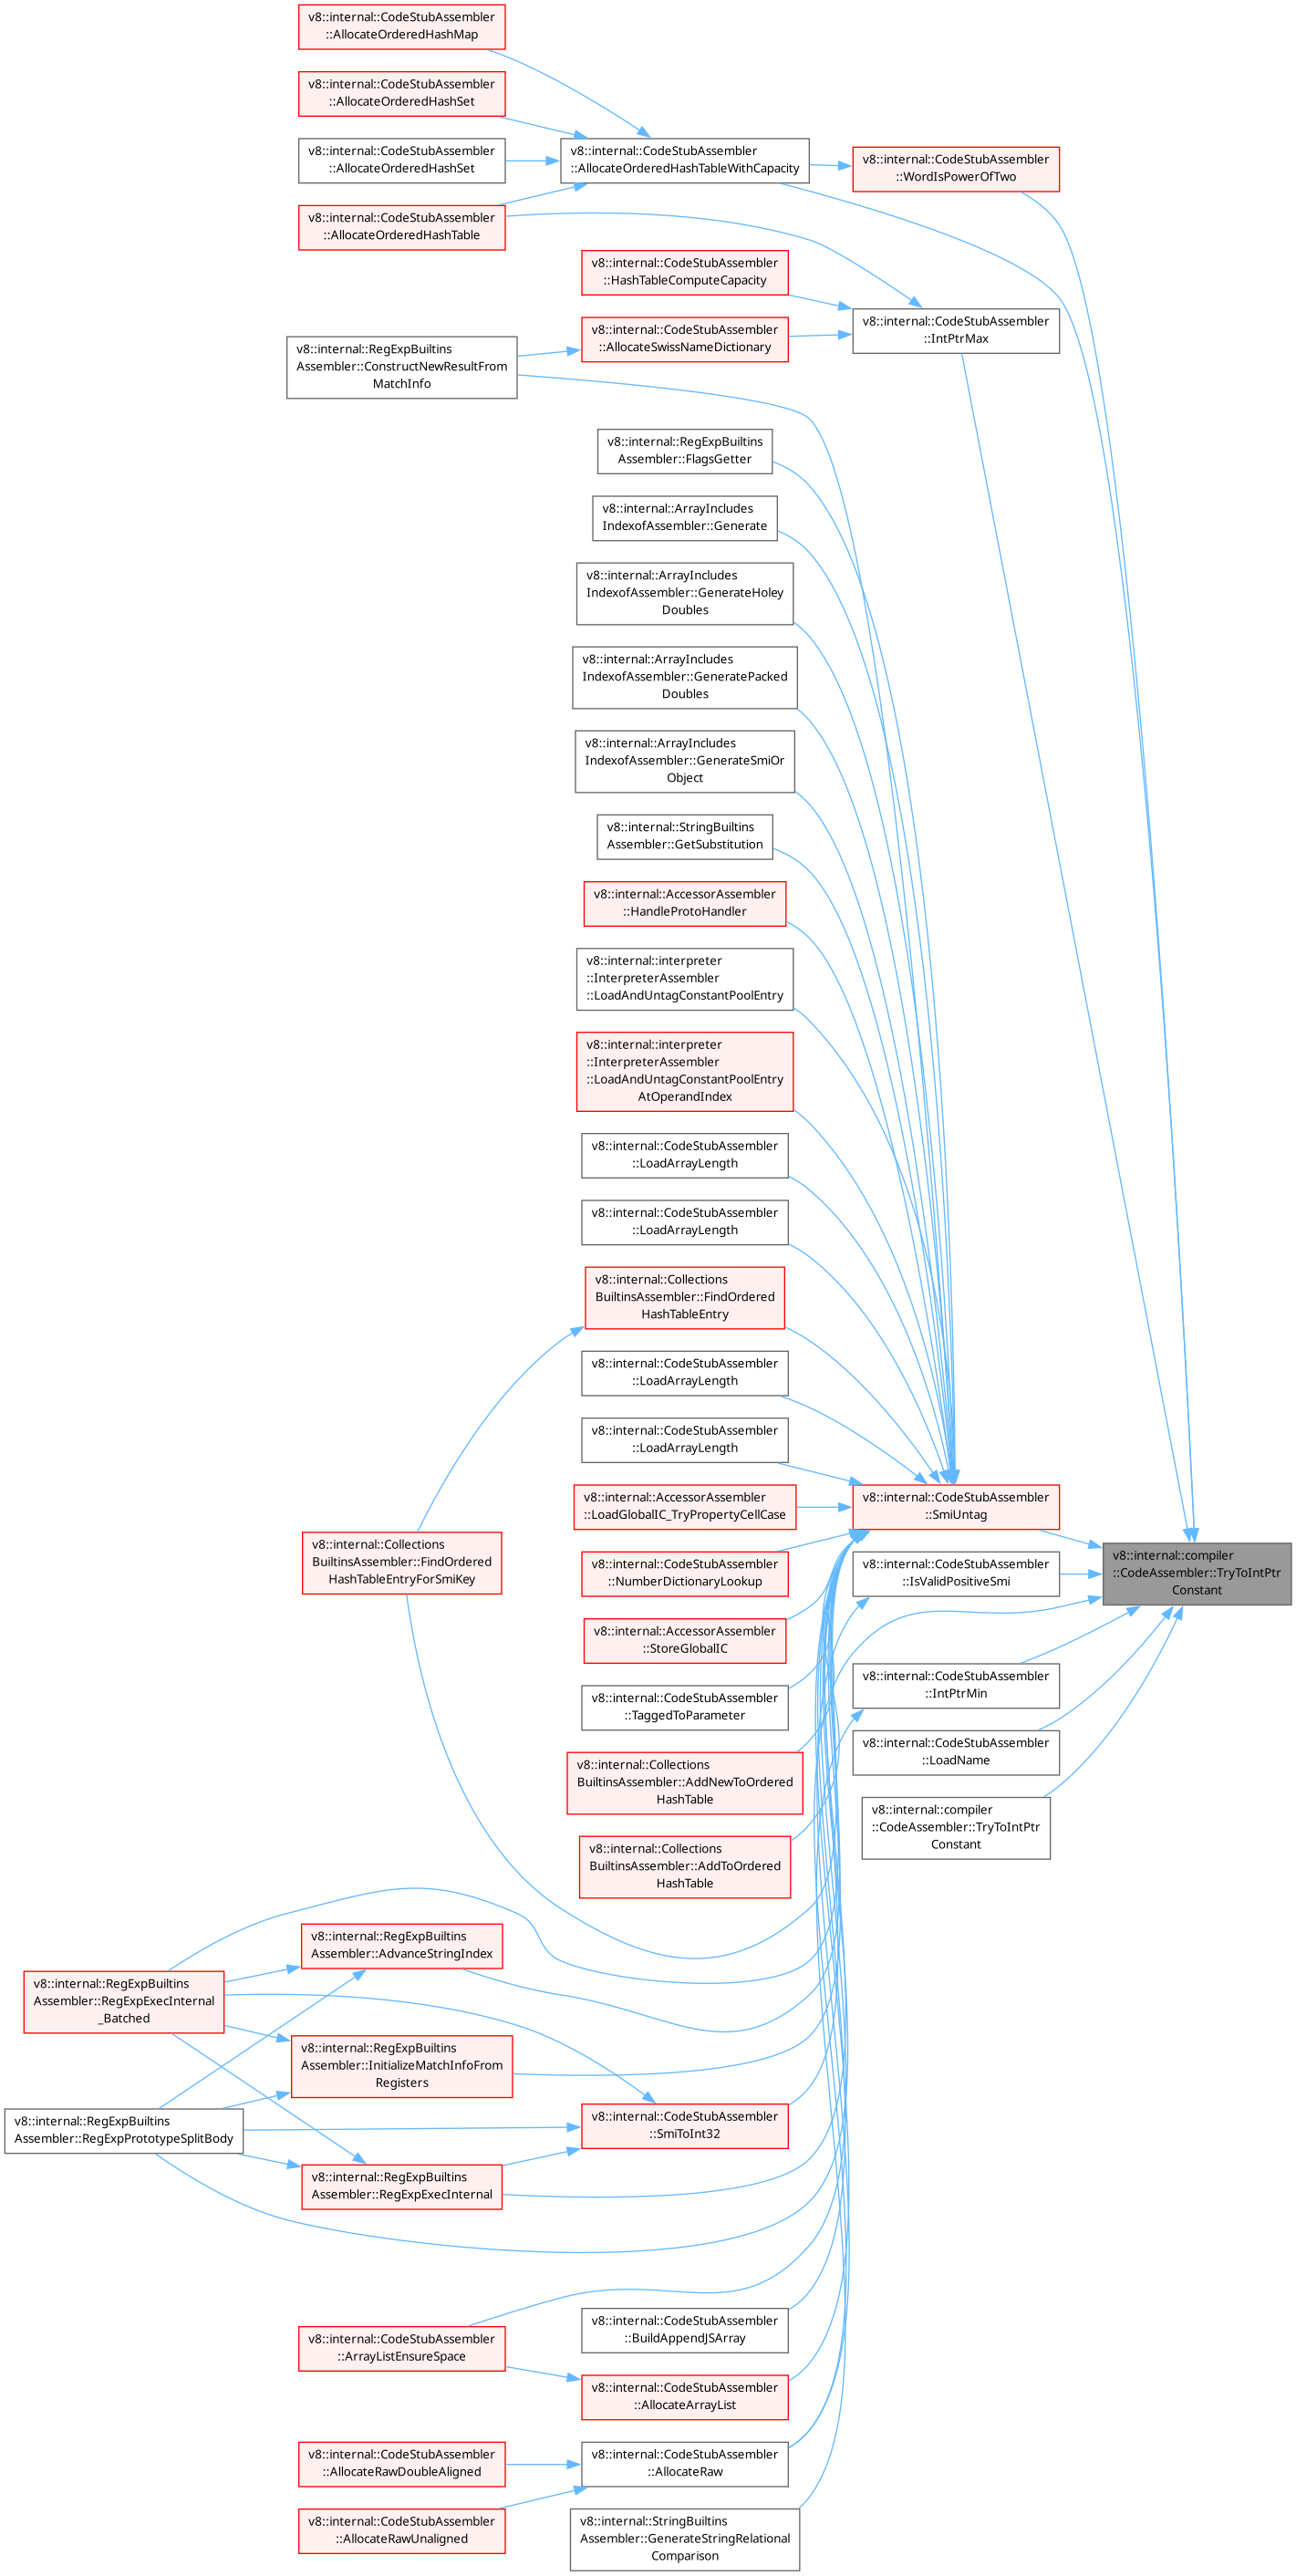 v8::internal::CodeStubAssembler
::AllocateOrderedHashMap
v8::internal::CodeStubAssembler
::AllocateOrderedHashSet
v8::internal::CodeStubAssembler
::AllocateOrderedHashSet
v8::internal::CodeStubAssembler
::AllocateOrderedHashTableWithCapacity
v8::internal::CodeStubAssembler
::WordIsPowerOfTwo
v8::internal::CodeStubAssembler
::AllocateOrderedHashTable
v8::internal::CodeStubAssembler
::HashTableComputeCapacity
v8::internal::CodeStubAssembler
::IntPtrMax
v8::internal::CodeStubAssembler
::AllocateSwissNameDictionary
v8::internal::RegExpBuiltins
Assembler::ConstructNewResultFrom
MatchInfo
v8::internal::RegExpBuiltins
Assembler::FlagsGetter
v8::internal::ArrayIncludes
IndexofAssembler::Generate
v8::internal::ArrayIncludes
IndexofAssembler::GenerateHoley
Doubles
v8::internal::ArrayIncludes
IndexofAssembler::GeneratePacked
Doubles
v8::internal::ArrayIncludes
IndexofAssembler::GenerateSmiOr
Object
v8::internal::StringBuiltins
Assembler::GetSubstitution
v8::internal::AccessorAssembler
::HandleProtoHandler
v8::internal::interpreter
::InterpreterAssembler
::LoadAndUntagConstantPoolEntry
v8::internal::interpreter
::InterpreterAssembler
::LoadAndUntagConstantPoolEntry
AtOperandIndex
v8::internal::CodeStubAssembler
::LoadArrayLength
v8::internal::CodeStubAssembler
::LoadArrayLength
v8::internal::Collections
BuiltinsAssembler::FindOrdered
HashTableEntry
v8::internal::CodeStubAssembler
::LoadArrayLength
v8::internal::CodeStubAssembler
::LoadArrayLength
v8::internal::AccessorAssembler
::LoadGlobalIC_TryPropertyCellCase
v8::internal::CodeStubAssembler
::SmiUntag
v8::internal::Collections
BuiltinsAssembler::FindOrdered
HashTableEntryForSmiKey
v8::internal::CodeStubAssembler
::NumberDictionaryLookup
v8::internal::CodeStubAssembler
::IsValidPositiveSmi
v8::internal::compiler
::CodeAssembler::TryToIntPtr
Constant
v8::internal::AccessorAssembler
::StoreGlobalIC
v8::internal::CodeStubAssembler
::TaggedToParameter
v8::internal::CodeStubAssembler
::IntPtrMin
v8::internal::CodeStubAssembler
::LoadName
v8::internal::Collections
BuiltinsAssembler::AddNewToOrdered
HashTable
v8::internal::compiler
::CodeAssembler::TryToIntPtr
Constant
v8::internal::Collections
BuiltinsAssembler::AddToOrdered
HashTable
v8::internal::RegExpBuiltins
Assembler::AdvanceStringIndex
v8::internal::RegExpBuiltins
Assembler::RegExpExecInternal
_Batched
v8::internal::RegExpBuiltins
Assembler::InitializeMatchInfoFrom
Registers
v8::internal::RegExpBuiltins
Assembler::RegExpPrototypeSplitBody
v8::internal::CodeStubAssembler
::SmiToInt32
v8::internal::RegExpBuiltins
Assembler::RegExpExecInternal
v8::internal::CodeStubAssembler
::BuildAppendJSArray
v8::internal::CodeStubAssembler
::ArrayListEnsureSpace
v8::internal::CodeStubAssembler
::AllocateArrayList
v8::internal::CodeStubAssembler
::AllocateRawDoubleAligned
v8::internal::CodeStubAssembler
::AllocateRaw
v8::internal::CodeStubAssembler
::AllocateRawUnaligned
v8::internal::StringBuiltins
Assembler::GenerateStringRelational
Comparison